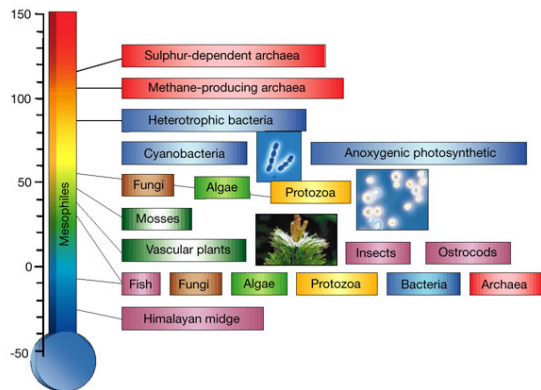 150
100
50
0
-50
Mesophiles
Sulphur-dependent archaea
Methane-producing archaea
Heterotrophic bacteria
Cyanobacteria
Anoxygenic photosynthetic
Fungi
Algae
Protozoa
Mosses
Vascular plants
Insects
Ostrocods
Fish
Fungi
Algae
Protozoa
Bacteria
Archaea
Himalayan midge